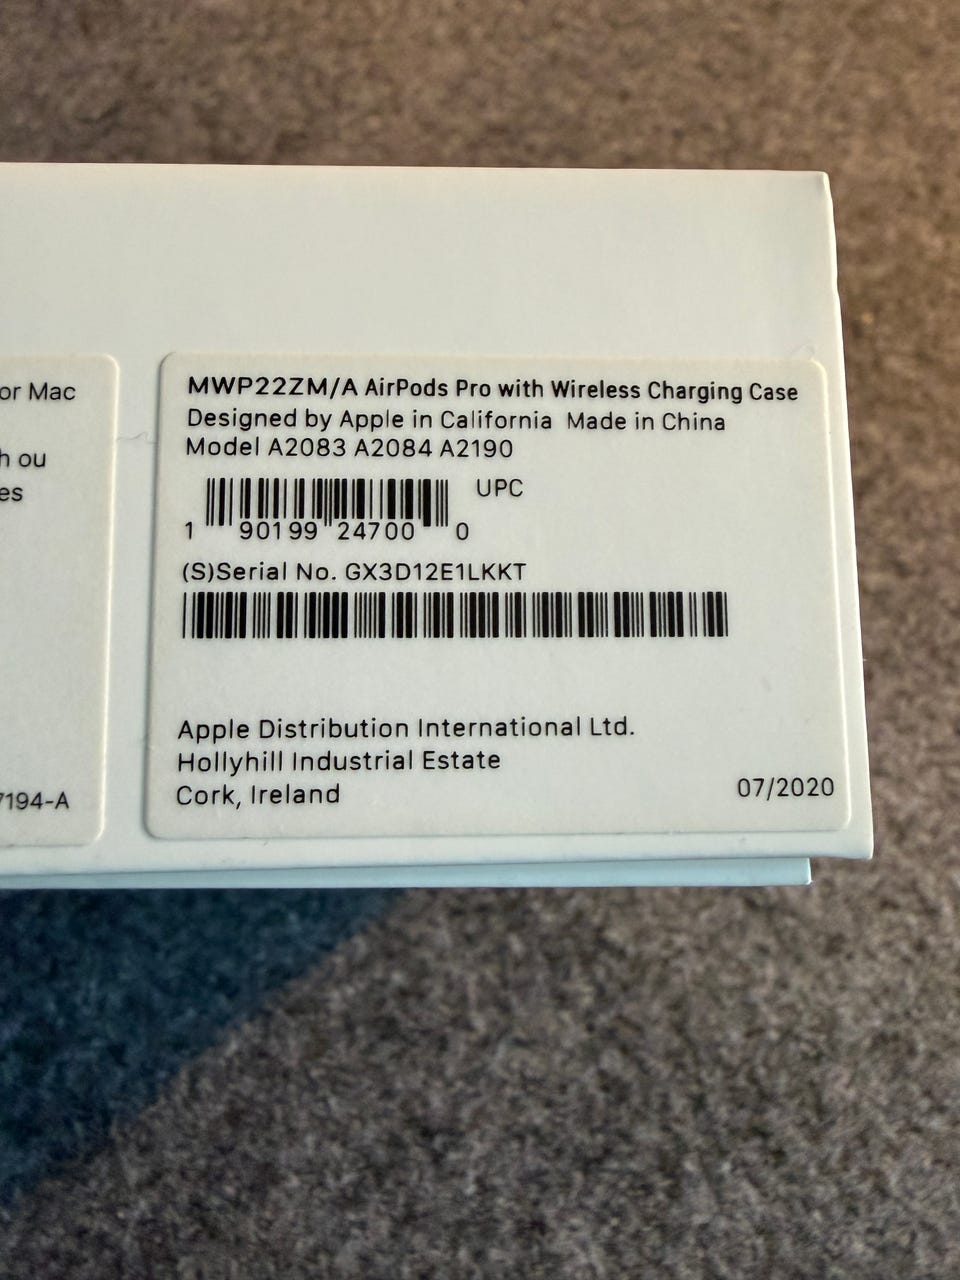 or Mac
h ou
es
7194-A
MWP22ZM/A AirPods Pro with Wireless Charging Case
Designed by Apple in California Made in China
Model A2083 A2084 A2190
UPC
1 90199 24700 0
(S)Serial No. GX3D12E1LKKT
Apple Distribution International Ltd.
Hollyhill Industrial Estate
Cork, Ireland
07/2020